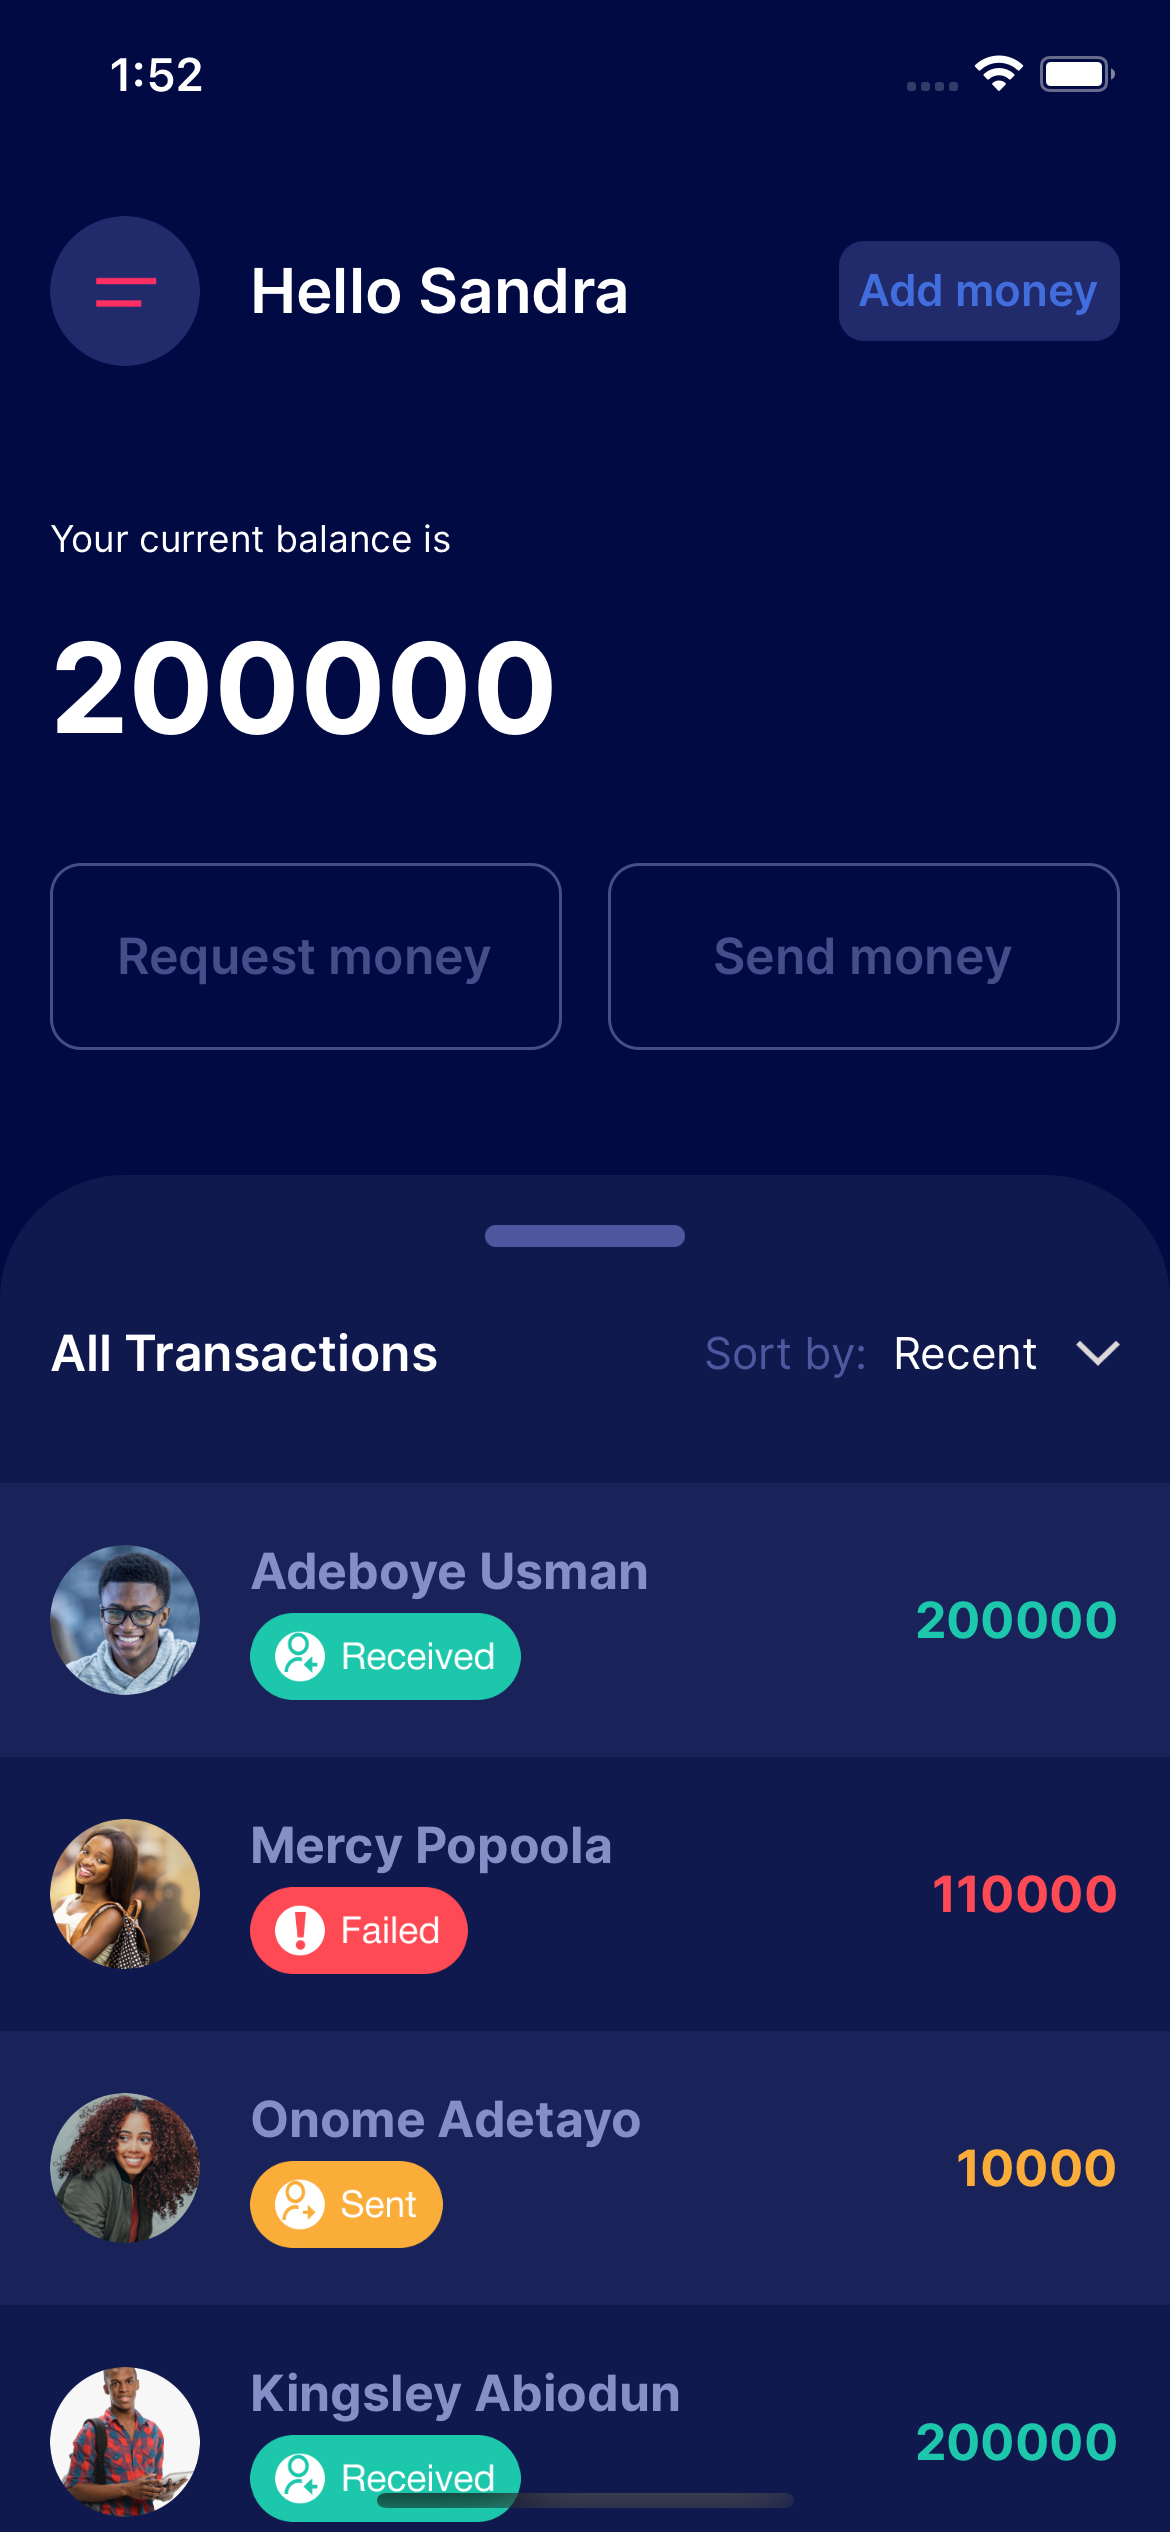 1:52
Hello Sandra
Add money
Your current balance is
200000
Request money
Send money
All Transactions
Sort by: Recent
Adeboye Usman
Received
200000
Mercy Popoola
Failed
110000
Onome Adetayo
Sent
10000
Kingsley Abiodun
Received
200000